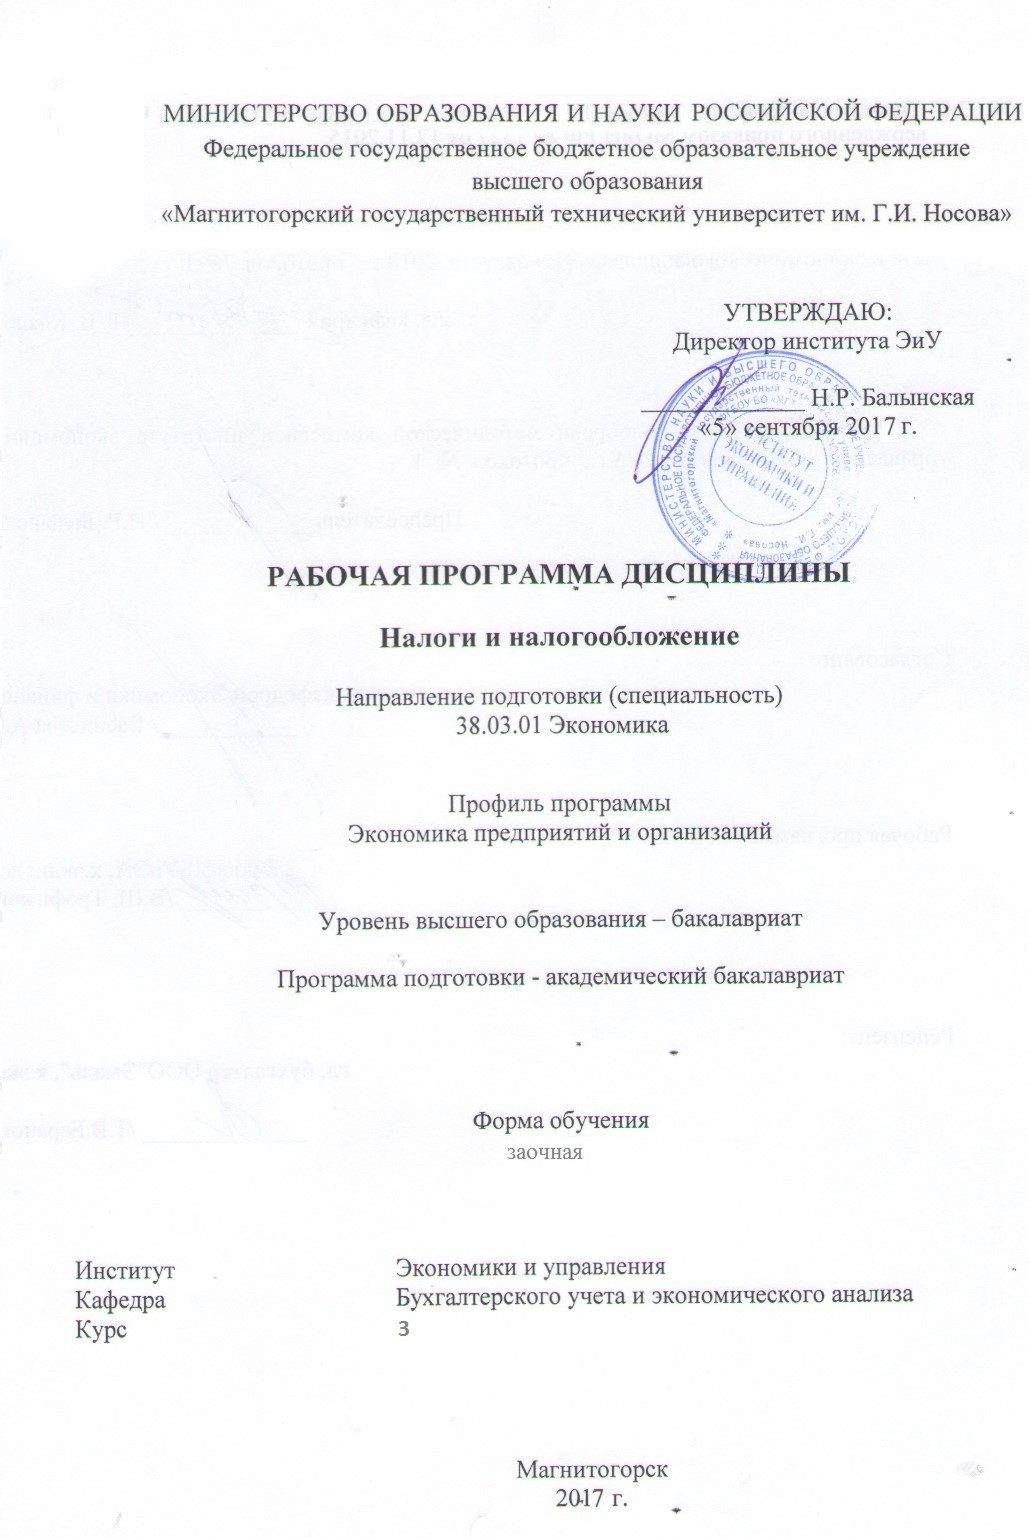 МИНИСТЕРСТВО ОБРАЗОВАНИЯ И НАУКИ РОССИЙСКОЙ ФЕДЕРАЦИИ
Федеральное государственное бюджетное образовательное учреждение
высшего образования
«Магнитогорский государственный технический университет им. Г.И. Носова»
УТВЕРЖДАЮ:
Директор института ЭиУ
Н.Р. Балынская
«5» сентября 2017 г.
ИНСТИТУТ
ЭКОНОМИКИ И
УПРАВЛЕНИЯ
РАБОЧАЯ ПРОГРАММА ДИСЦИПЛИНЫ
Налоги и налогообложение
Направление подготовки (специальность)
38.03.01 Экономика
Профиль программы
Экономика предприятий и организаций
Уровень высшего образования – бакалавриат
Программа подготовки - академический бакалавриат
Форма обучения
заочная
Институт Экономики и управления
Кафедра Бухгалтерского учета и экономического анализа
Курс 3
Магнитогорск
2017 г.